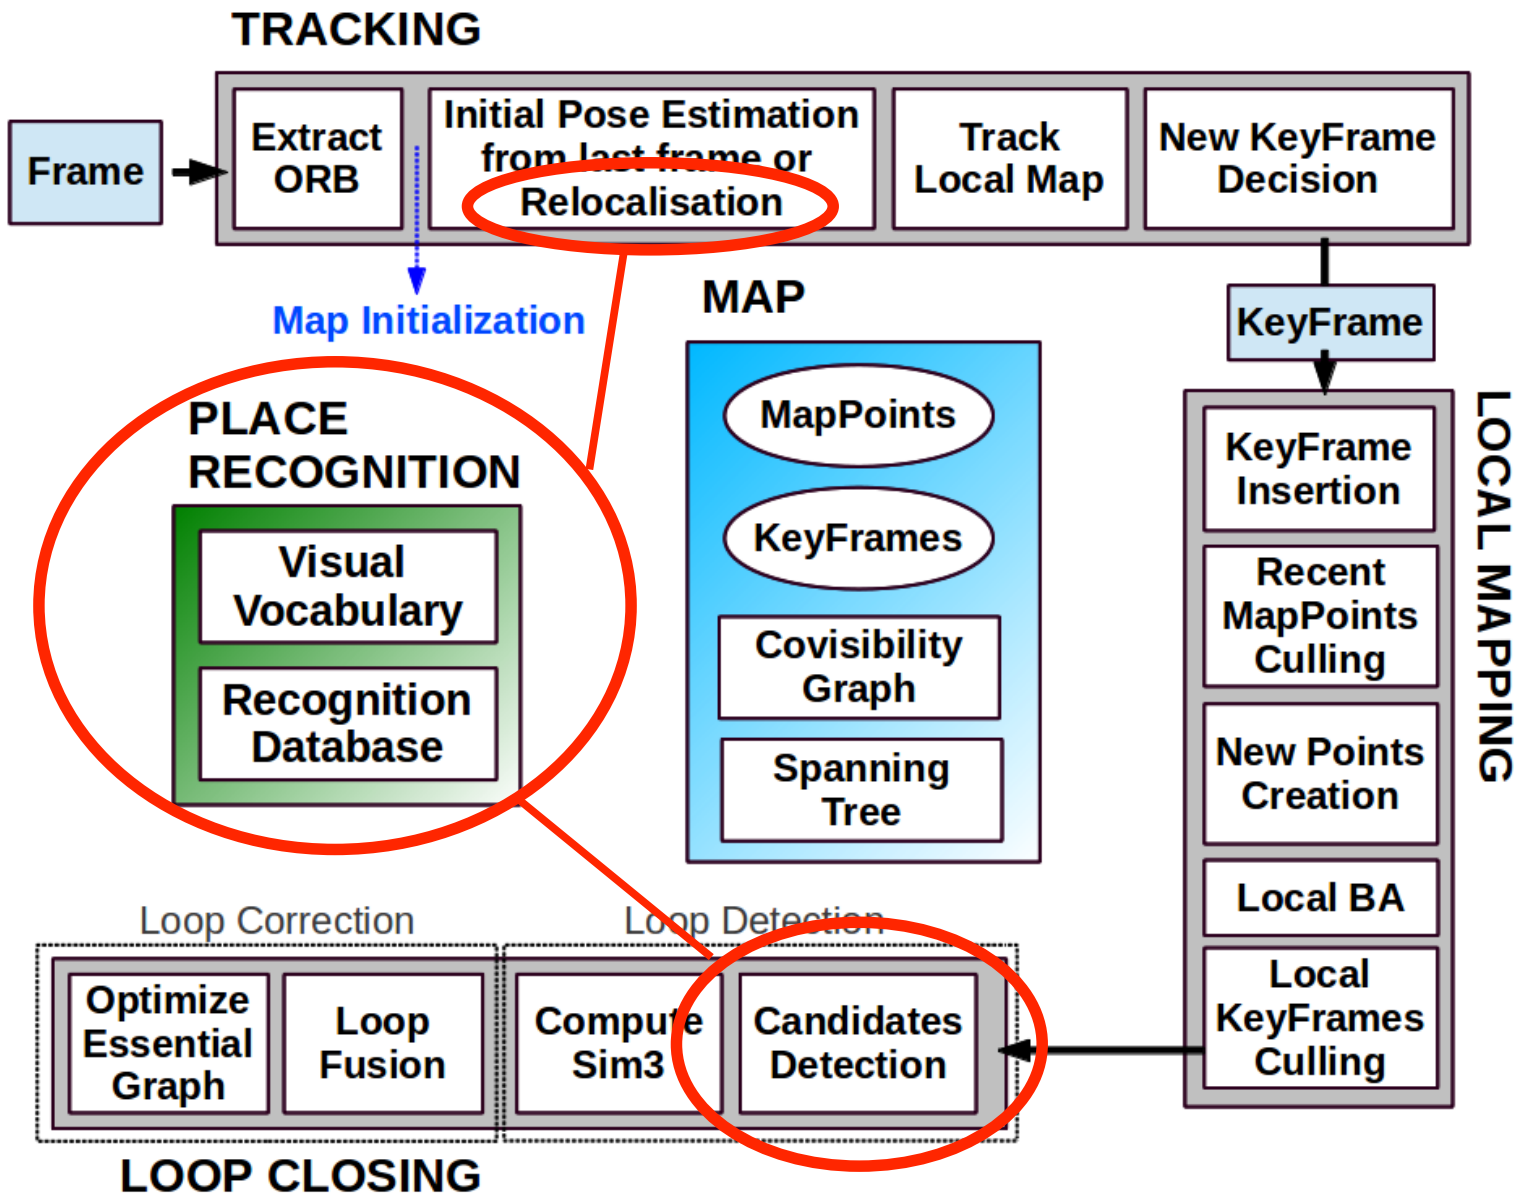 TRACKING
Frame
Extract
ORB
Initial Pose Estimation
from last frame or
Relocalisation
Track
Local Map
New KeyFrame
Decision
Map Initialization
MAP
KeyFrame
PLACE
RECOGNITION
Visual
Vocabulary
Recognition
Database
MapPoints
KeyFrames
Covisibility
Graph
Spanning
Tree
LOCAL MAPPING
KeyFrame
Insertion
Recent
MapPoints
Culling
New Points
Creation
Local BA
Local
KeyFrames
Culling
Loop Correction
Loop Detection
Optimize
Essential
Graph
Loop
Fusion
Compute
Sim3
Candidates
Detection
LOOP CLOSING